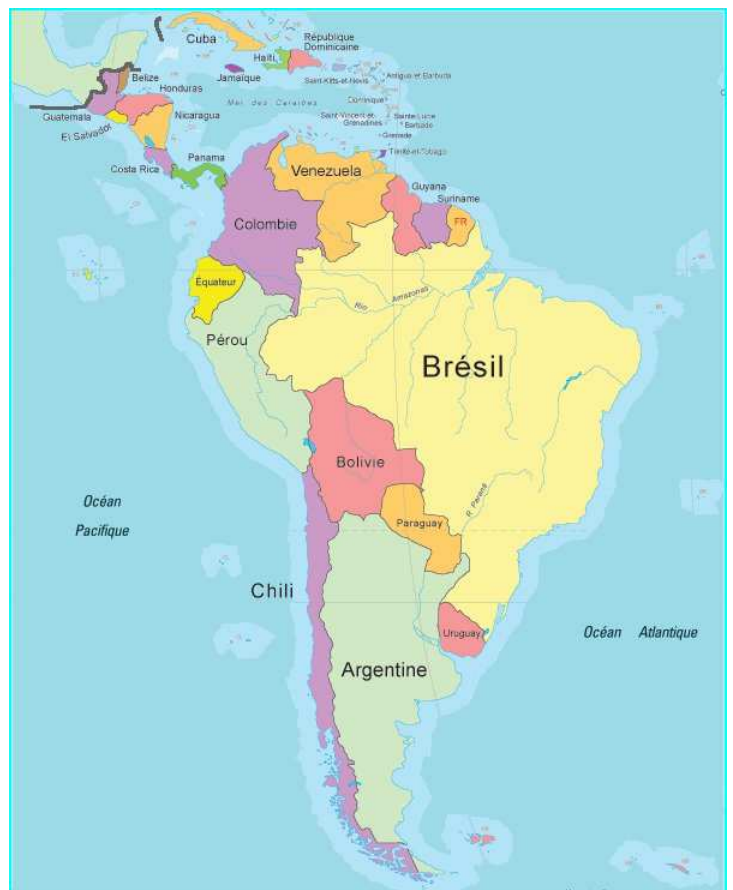 Cuba
République
Dominicaine
Haïti
Belize
Jamaïque
Saint-Kitts-et-Nevis
Antigua et Barbuda
Honduras
Mer des Caraïbes
Dominique
Guatemala
Nicaragua
Saint-Vincent-et-
Grenadines
Sainte-Lucie
Barbade
El Salvador
Grenade
Trinité-et-Tobago
Costa Rica
Panama
Venezuela
Guyana
Suriname
Colombie
FR
Équateur
Rio Amazonas
Pérou
Brésil
Bolivie
Océan
Pacifique
R. Paraná
Paraguay
Chili
Uruguay
Océan Atlantique
Argentine